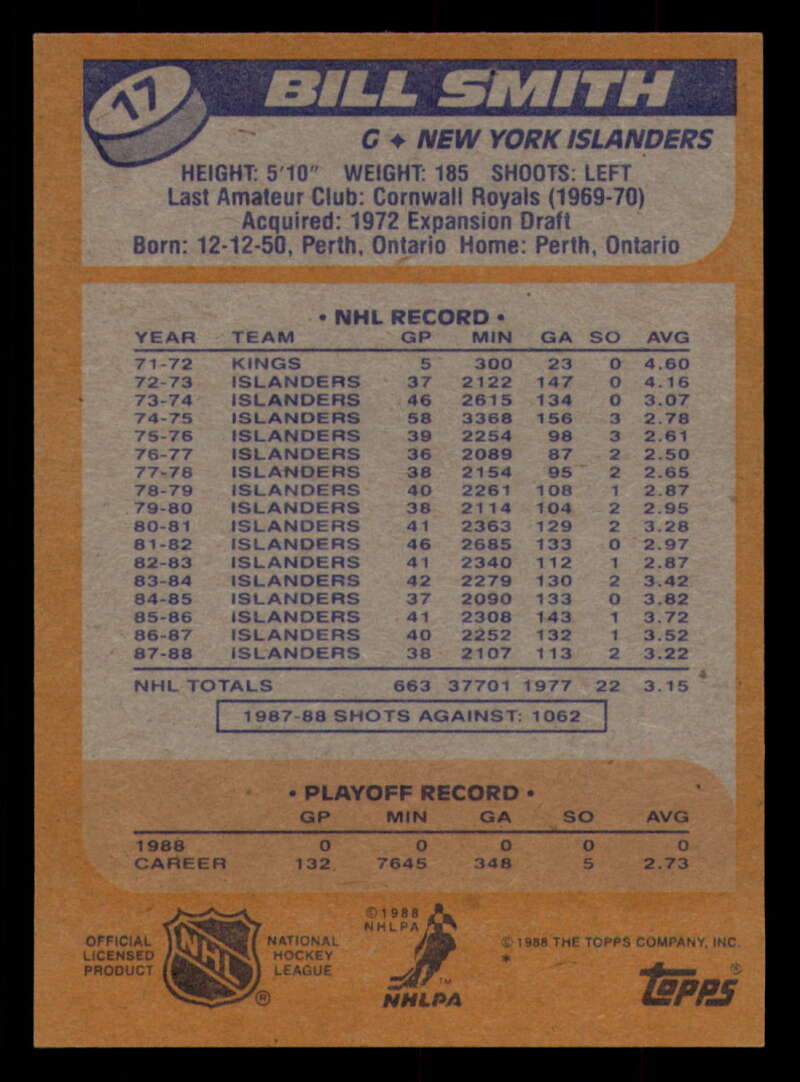 17
BILL SMITH
G ✦ NEW YORK ISLANDERS
HEIGHT: 5'10" WEIGHT: 185 SHOOTS: LEFT
Last Amateur Club: Cornwall Royals (1969-70)
Acquired: 1972 Expansion Draft
Born: 12-12-50, Perth, Ontario Home: Perth, Ontario
• NHL RECORD •
YEAR TEAM GP MIN GA SO AVG
71-72 KINGS 5 300 23 0 4.60
72-73 ISLANDERS 37 2122 147 0 4.16
73-74 ISLANDERS 46 2615 134 0 3.07
74-75 ISLANDERS 58 3368 156 3 2.78
75-76 ISLANDERS 39 2254 98 3 2.61
76-77 ISLANDERS 36 2089 87 2 2.50
77-78 ISLANDERS 38 2154 95 2 2.65
78-79 ISLANDERS 40 2261 108 1 2.87
79-80 ISLANDERS 38 2114 104 2 2.95
80-81 ISLANDERS 41 2363 129 2 3.28
81-82 ISLANDERS 46 2685 133 0 2.97
82-83 ISLANDERS 41 2340 112 1 2.87
83-84 ISLANDERS 42 2279 130 2 3.42
84-85 ISLANDERS 37 2090 133 0 3.82
85-86 ISLANDERS 41 2308 143 1 3.72
86-87 ISLANDERS 40 2252 132 1 3.52
87-88 ISLANDERS 38 2107 113 2 3.22
NHL TOTALS 663 37701 1977 22 3.15
1987-88 SHOTS AGAINST: 1062
• PLAYOFF RECORD •
GP MIN GA SO AVG
1988 0 0 0 0 0
CAREER 132 7645 348 5 2.73
OFFICIAL
LICENSED
PRODUCT
NHL
®
NATIONAL
HOCKEY
LEAGUE
©1988
NHLPA
TM
NHLPA
© 1988 THE TOPPS COMPANY, INC.
*
topps®